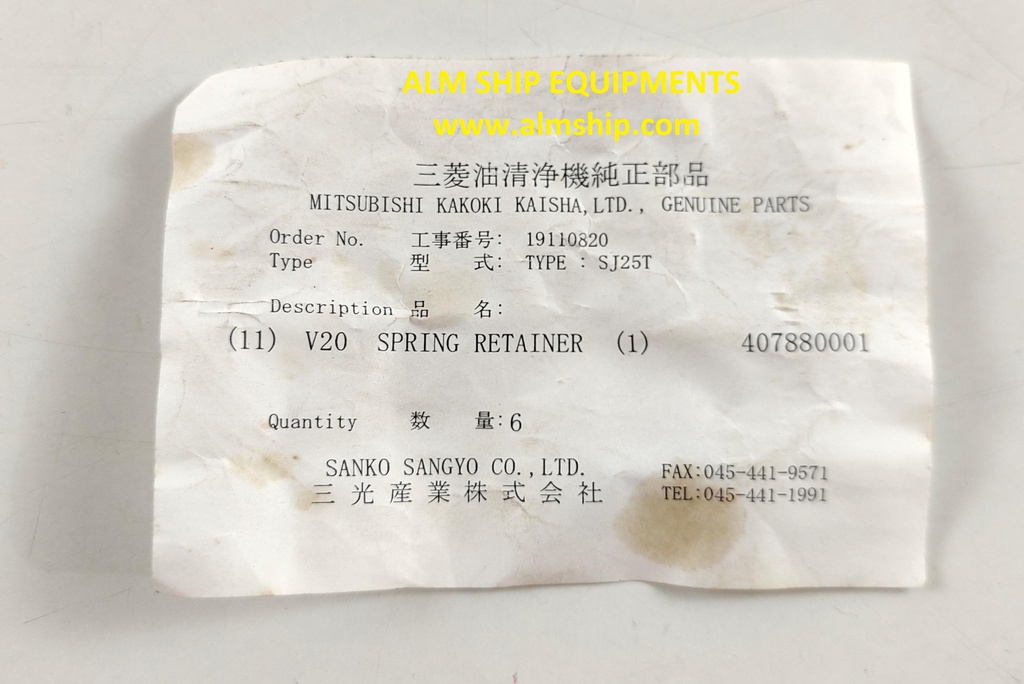 ALM SHIP EQUIPMENTS
www.almship.com
三菱油清浄機純正部品
MITSUBISHI KAKOKI KAISHA,LTD., GENUINE PARTS
Order No. 工事番号: 19110820
Type 型 式: TYPE : SJ25T
Description 品 名:
(11) V20 SPRING RETAINER (1) 407880001
Quantity 数 量: 6
SANKO SANGYO CO.,LTD. FAX:045-441-9571
三光産業株式会社 TEL:045-441-1991